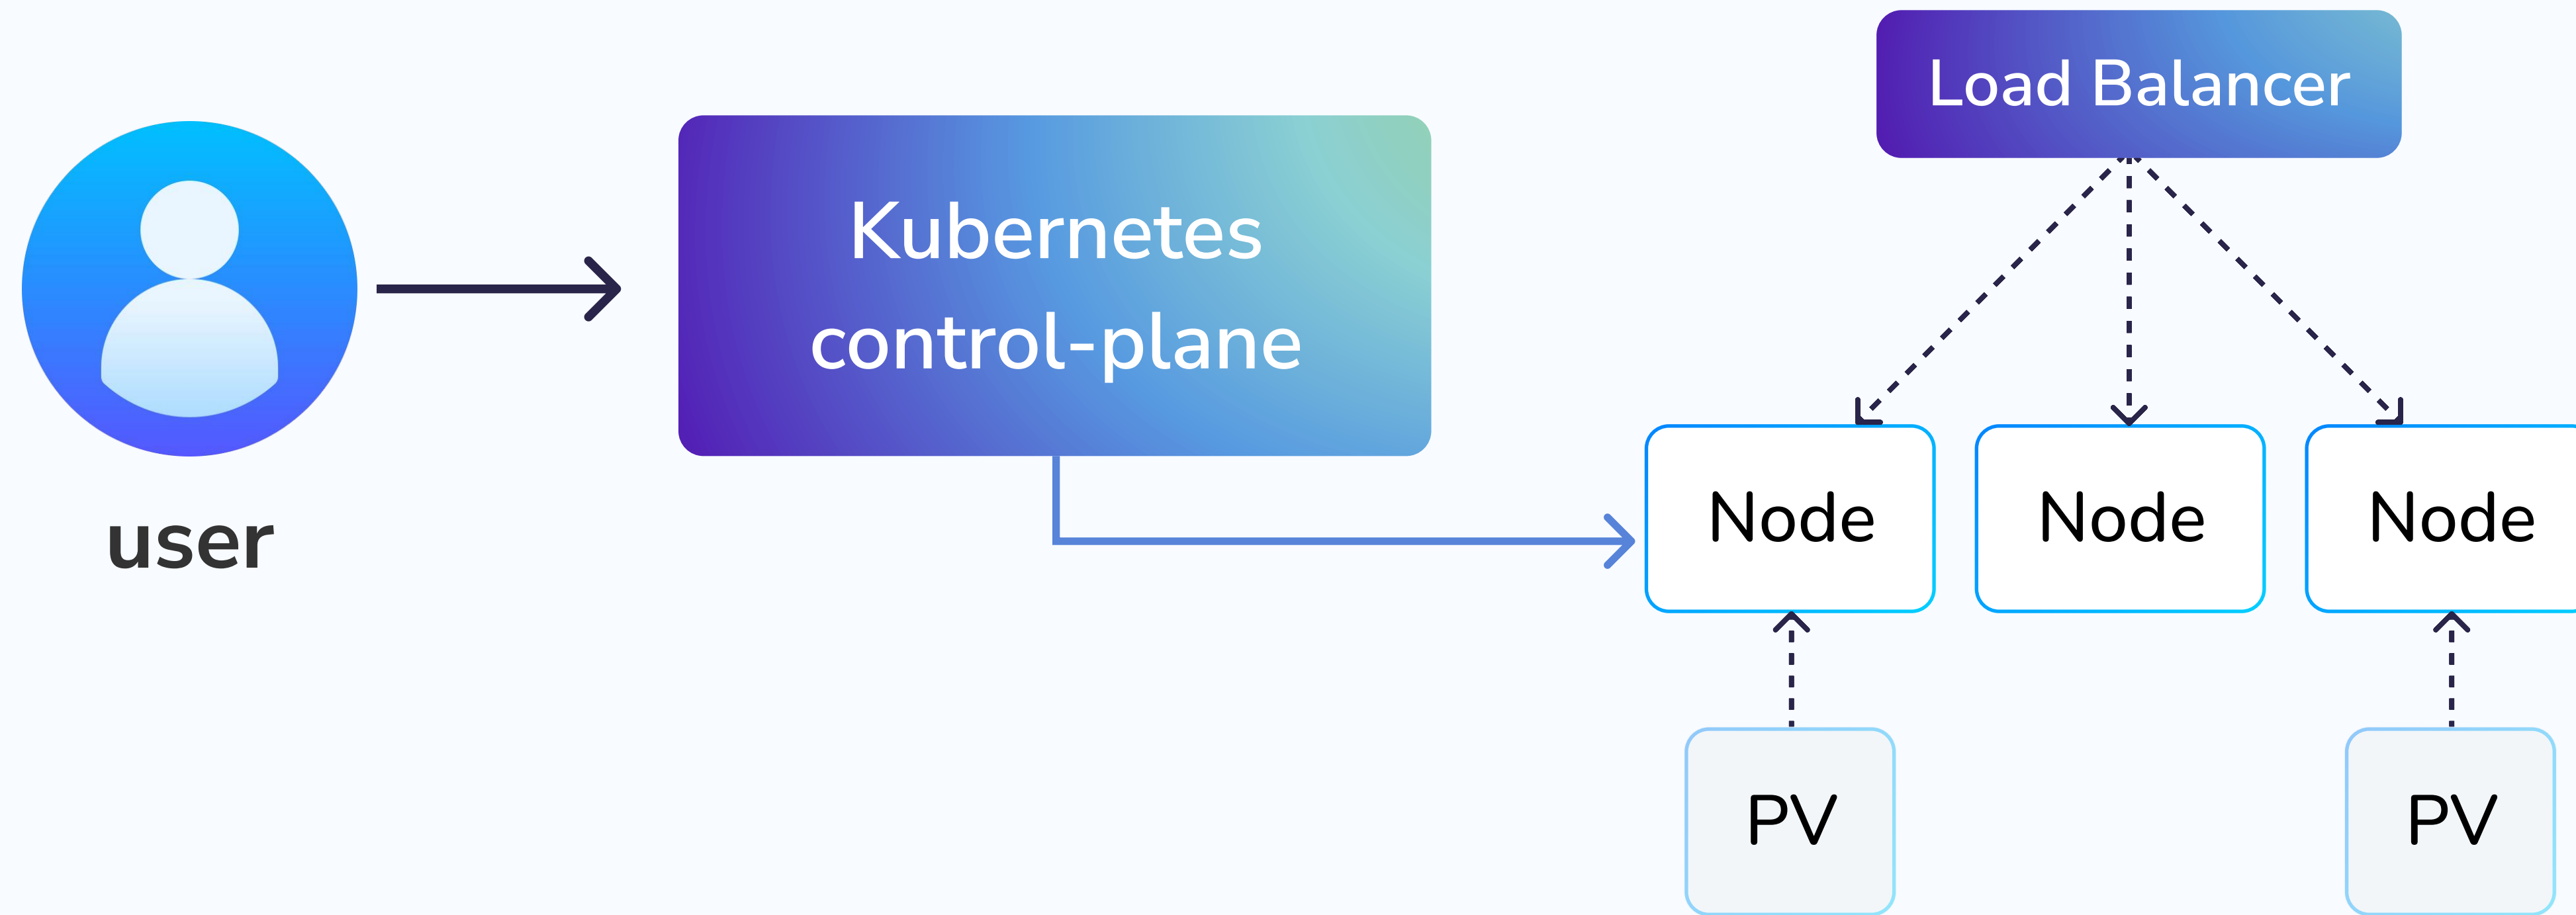 Load Balancer
Kubernetes
control-plane
user
Node
Node
Node
PV
PV